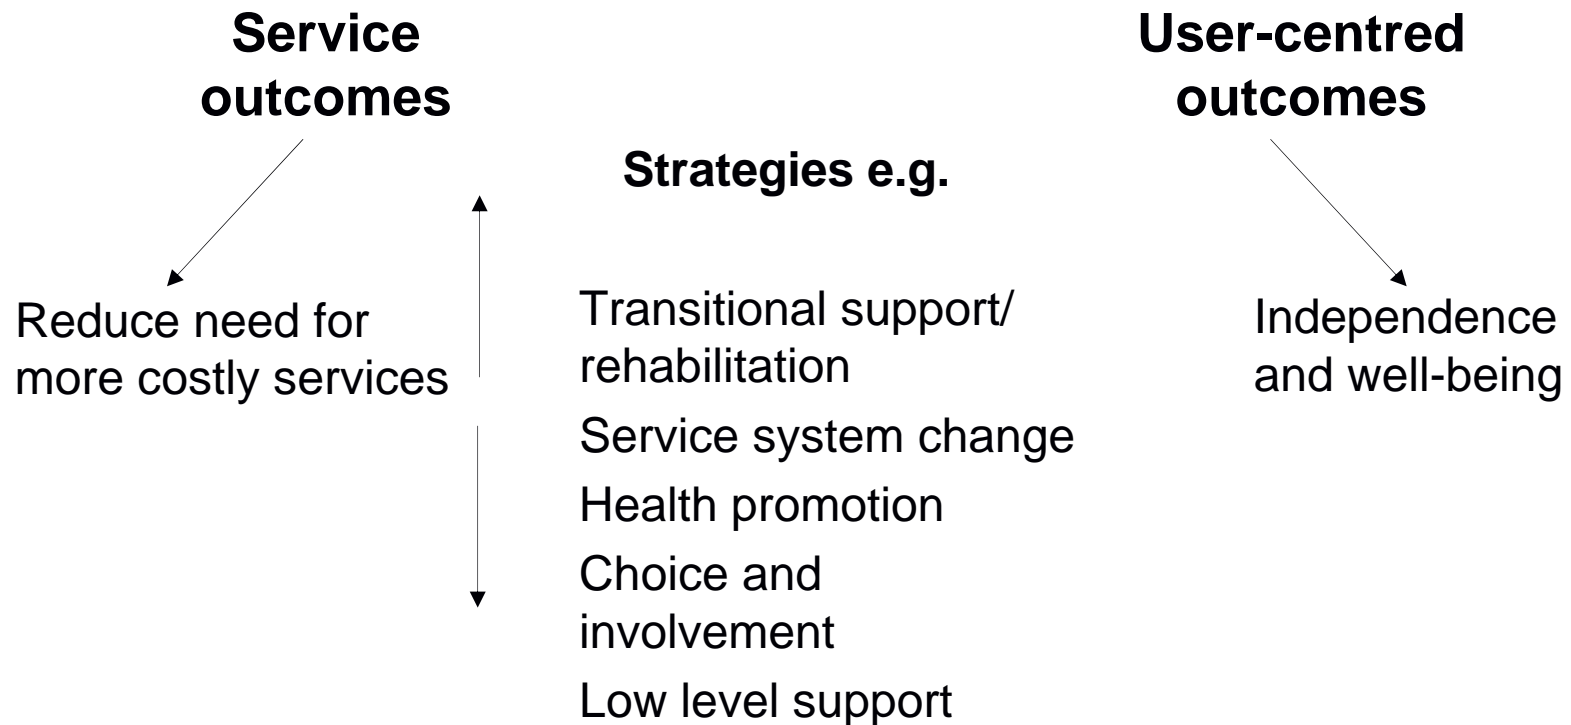 Service
outcomes
User-centred
outcomes
Strategies e.g.
Reduce need for
more costly services
Transitional support/
rehabilitation
Service system change
Health promotion
Choice and
involvement
Low level support
Independence
and well-being